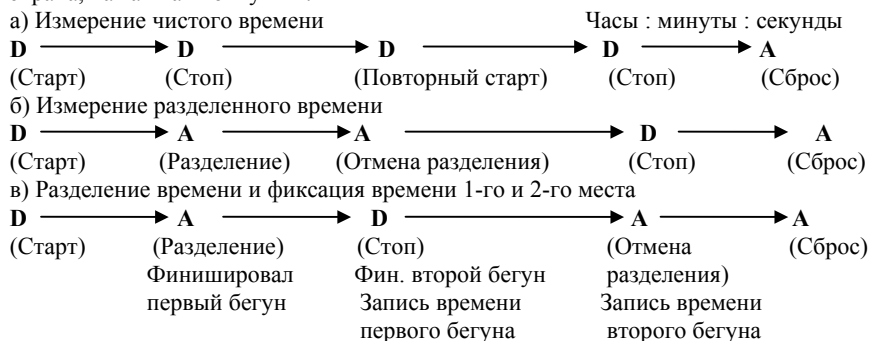 а) Измерение чистого времени Часы : минуты : секунды
D D D D A
(Старт) (Стоп) (Повторный старт) (Стоп) (Сброс)
б) Измерение разделенного времени
D A A D A
(Старт) (Разделение) (Отмена разделения) (Стоп) (Сброс)
в) Разделение времени и фиксация времени 1-го и 2-го места
D A D A A
(Старт) (Разделение) (Стоп) (Отмена (Сброс)
Финишировал Фин. второй бегун разделения)
первый бегун Запись времени Запись времени
первого бегуна второго бегуна